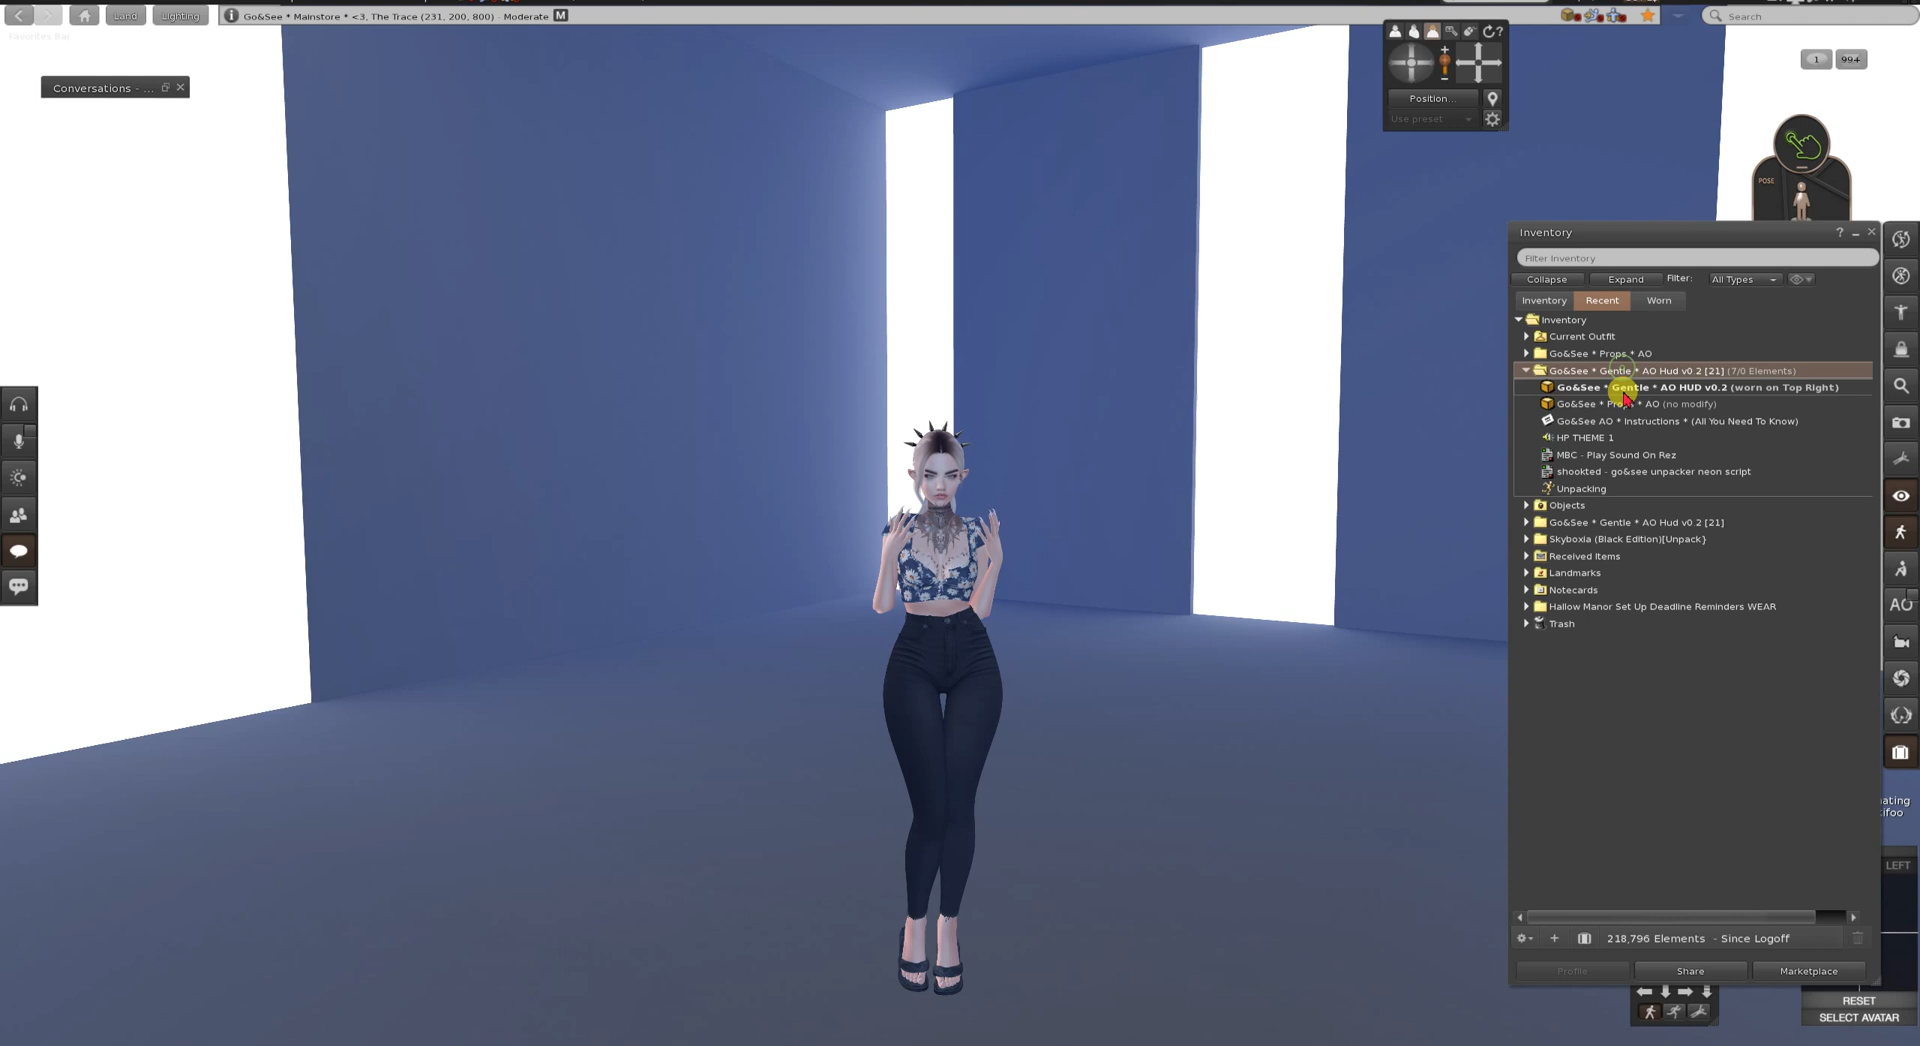 Land
Lighting
Go&See * Mainstore * <3, The Trace (231, 200, 800) - Moderate M
Search
Favorites Bar
Conversations - ...
Position...
Use preset
1
994
POSE
Inventory
Filter Inventory
Collapse
Expand
Filter:
All Types
Inventory
Recent
Worn
Inventory
Current Outfit
Go&See * Props * AO
Go&See * Gentle * AO Hud v0.2 [21] (7/0 Elements)
Go&See * Gentle * AO HUD v0.2 (worn on Top Right)
Go&See * Props * AO (no modify)
Go&See AO * Instructions * (All You Need To Know)
HP THEME 1
MBC - Play Sound On Rez
shookted - go&see unpacker neon script
Unpacking
Objects
Go&See * Gentle * AO Hud v0.2 [21]
Skyboxia (Black Edition)[Unpack}
Received Items
Landmarks
Notecards
Hallow Manor Set Up Deadline Reminders WEAR
Trash
AO
218,796 Elements - Since Logoff
Profile
Share
Marketplace
LEFT
RESET
SELECT AVATAR